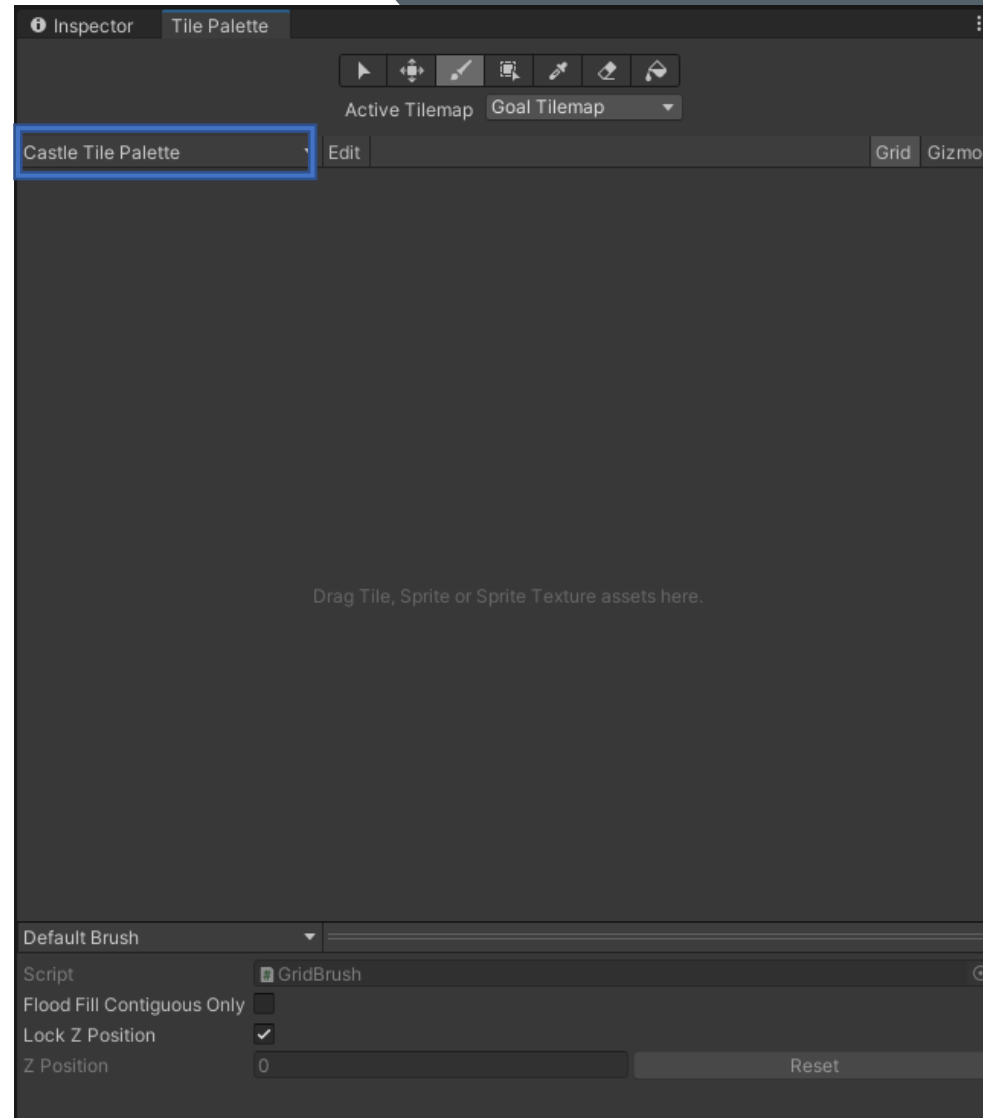 Inspector Tile Palette
Active Tilemap Goal Tilemap
Castle Tile Palette Edit Grid Gizmo
Drag Tile, Sprite or Sprite Texture assets here.
Default Brush
Script GridBrush
Flood Fill Contiguous Only
Lock Z Position
Z Position 0 Reset